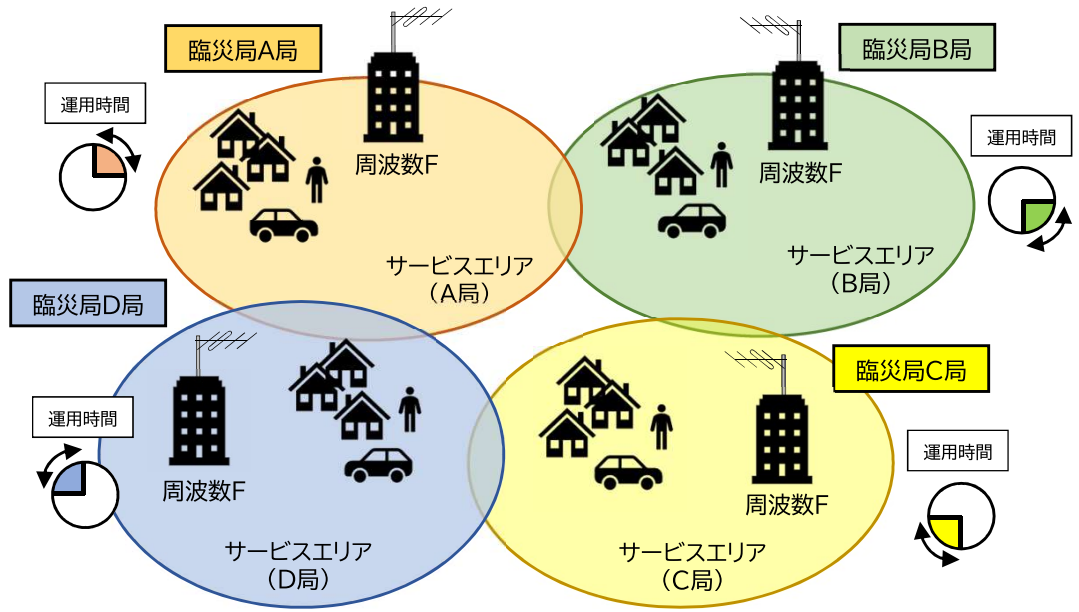 臨災局A局
運用時間
周波数F
サービスエリア
（A局）
臨災局B局
運用時間
周波数F
サービスエリア
（B局）
臨災局D局
運用時間
周波数F
サービスエリア
（D局）
臨災局C局
運用時間
周波数F
サービスエリア
（C局）